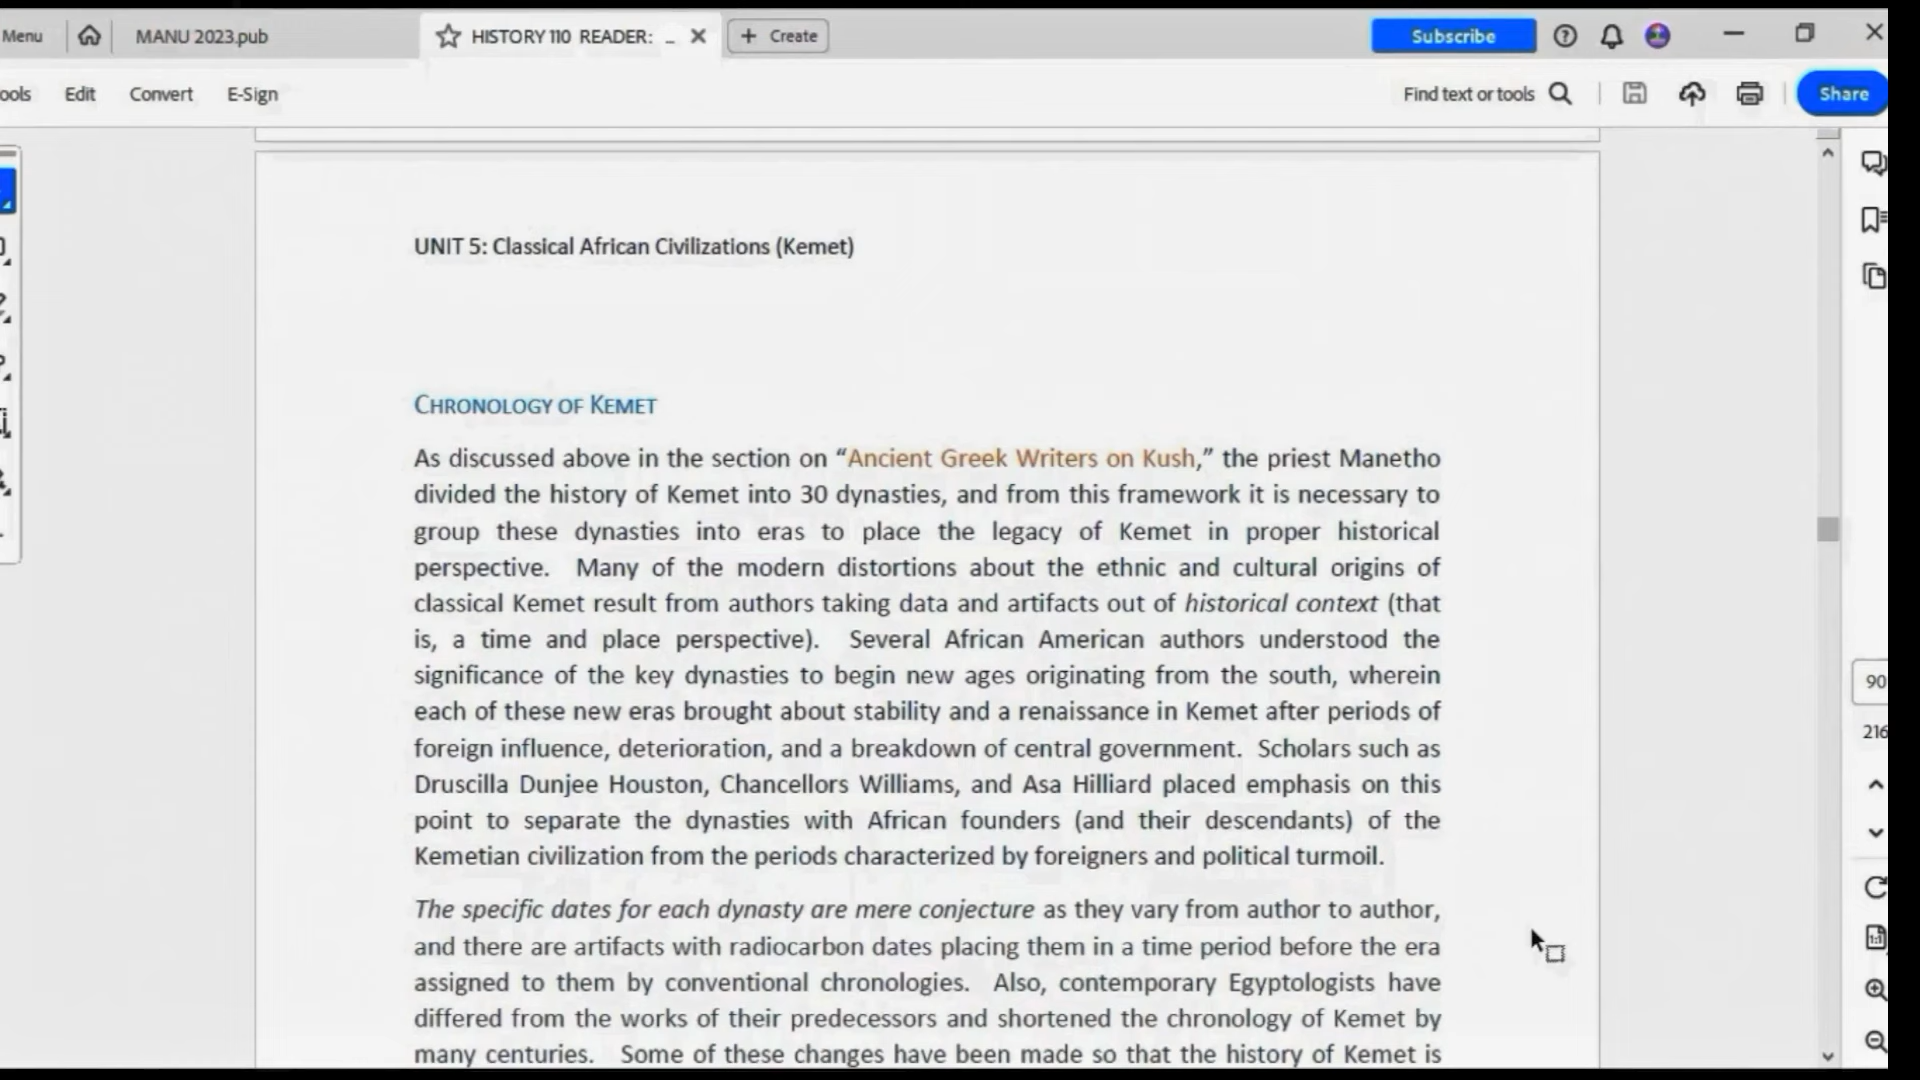 Menu
MANU 2023.pub
HISTORY 110 READER: _
Create
Subscribe
ools
Edit
Convert
E-Sign
Find text or tools
Share
UNIT 5: Classical African Civilizations (Kemet)
CHRONOLOGY OF KEMET
As discussed above in the section on “Ancient Greek Writers on Kush,” the priest Manetho
divided the history of Kemet into 30 dynasties, and from this framework it is necessary to
group these dynasties into eras to place the legacy of Kemet in proper historical
perspective. Many of the modern distortions about the ethnic and cultural origins of
classical Kemet result from authors taking data and artifacts out of historical context (that
is, a time and place perspective). Several African American authors understood the
significance of the key dynasties to begin new ages originating from the south, wherein
each of these new eras brought about stability and a renaissance in Kemet after periods of
foreign influence, deterioration, and a breakdown of central government. Scholars such as
Druscilla Dunjee Houston, Chancellors Williams, and Asa Hilliard placed emphasis on this
point to separate the dynasties with African founders (and their descendants) of the
Kemetian civilization from the periods characterized by foreigners and political turmoil.
The specific dates for each dynasty are mere conjecture as they vary from author to author,
and there are artifacts with radiocarbon dates placing them in a time period before the era
assigned to them by conventional chronologies. Also, contemporary Egyptologists have
differed from the works of their predecessors and shortened the chronology of Kemet by
many centuries. Some of these changes have been made so that the history of Kemet is
90
216